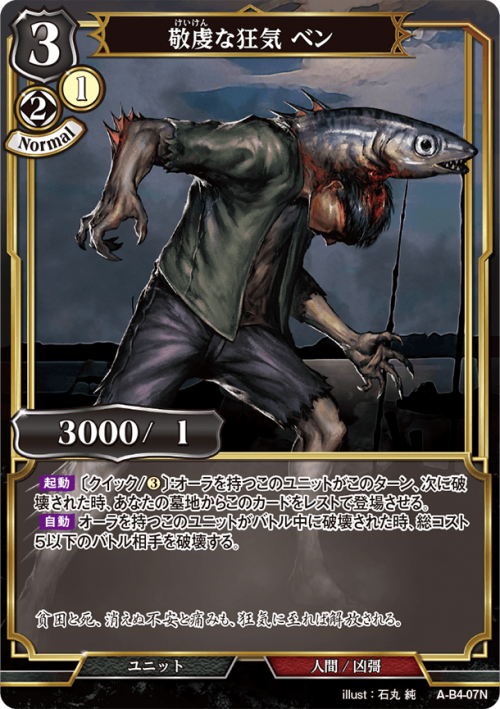 3
けいけん
敬虔な狂気 ベン
2
1
Normal
3000/ 1
起動 〔クイック/③〕:オーラを持つこのユニットがこのターン、次に破
壊された時、あなたの墓地からこのカードをレストで登場させる。
自動 オーラを持つこのユニットがバトル中に破壊された時、総コスト
5以下のバトル相手を破壊する。
貧困と死、消えぬ不安と痛みも、狂気に至れば解放される。
ユニット
人間/凶彌
illust:石丸 純 A-B4-07N